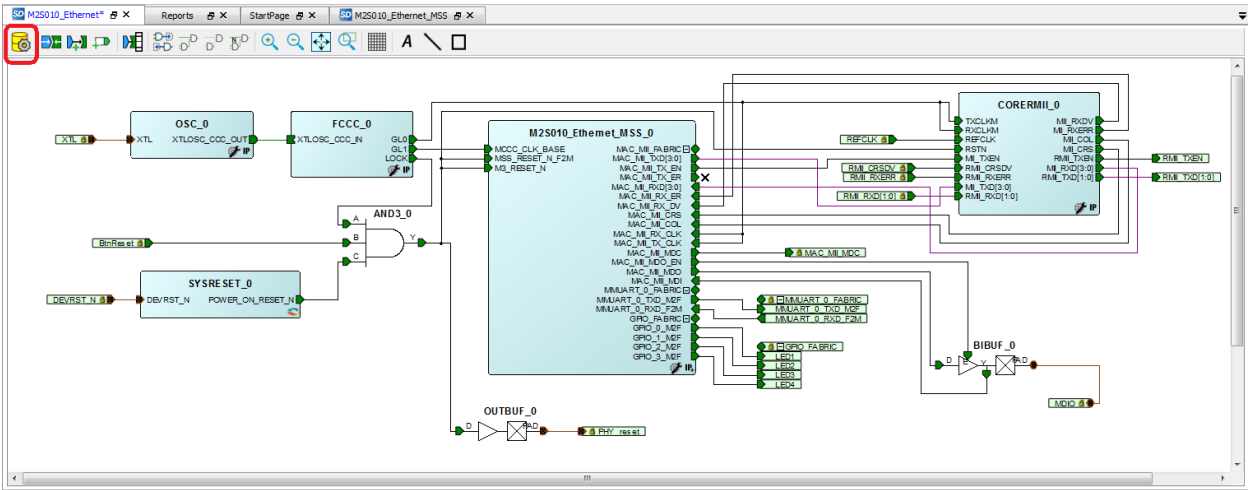 M2S010_Ethernet* Reports StartPage M2S010_Ethernet_MSS
A
OSC_0
XTL
XTL
XTLOSC_CCC_OUT
IP
FCCC_0
XTLOSC_CCC_IN
GL0
GL1
LOCK
IP
AND3_0
A
B
C
Y
BtnReset
SYSRESET_0
DEVRST_N
DEVRST_N
POWER_ON_RESET_N
M2S010_Ethernet_MSS_0
MCCC_CLK_BASE
MSS_RESET_N_F2M
M3_RESET_N
MAC_MII_FABRIC
MAC_MII_TXD[3:0]
MAC_MII_TX_EN
MAC_MII_TX_ER
MAC_MII_RXD[3:0]
MAC_MII_RX_ER
MAC_MII_RX_DV
MAC_MII_CRS
MAC_MII_COL
MAC_MII_RX_CLK
MAC_MII_TX_CLK
MAC_MII_MDC
MAC_MII_MDO_EN
MAC_MII_MDO
MAC_MII_MDI
MMUART_0_FABRIC
MMUART_0_TXD_M2F
MMUART_0_RXD_F2M
GPIO_FABRIC
GPIO_0_M2F
GPIO_1_M2F
GPIO_2_M2F
GPIO_3_M2F
IP
MAC_MII_MDC
MMUART_0_FABRIC
MMUART_0_TXD_M2F
MMUART_0_RXD_F2M
GPIO_FABRIC
LED1
LED2
LED3
LED4
REFCLK
RMII_CRSDV
RMII_RXERR
RMII_RXD[1:0]
CORERMII_0
TXCLKM
RXCLKM
REFCLK
RSTN
MII_TXEN
RMII_CRSDV
RMII_RXERR
MII_TXD[3:0]
RMII_RXD[1:0]
MII_RXDV
MII_RXERR
MII_COL
MII_CRS
RMII_TXEN
MII_RXD[3:0]
RMII_TXD[1:0]
IP
RMII_TXEN
RMII_TXD[1:0]
BIBUF_0
D
E
Y
PAD
MDIO
OUTBUF_0
D
PAD
PHY_reset